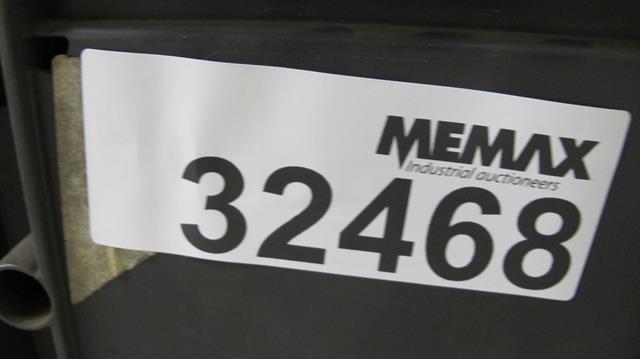 MEMAX
Industrial auctioneers
32468